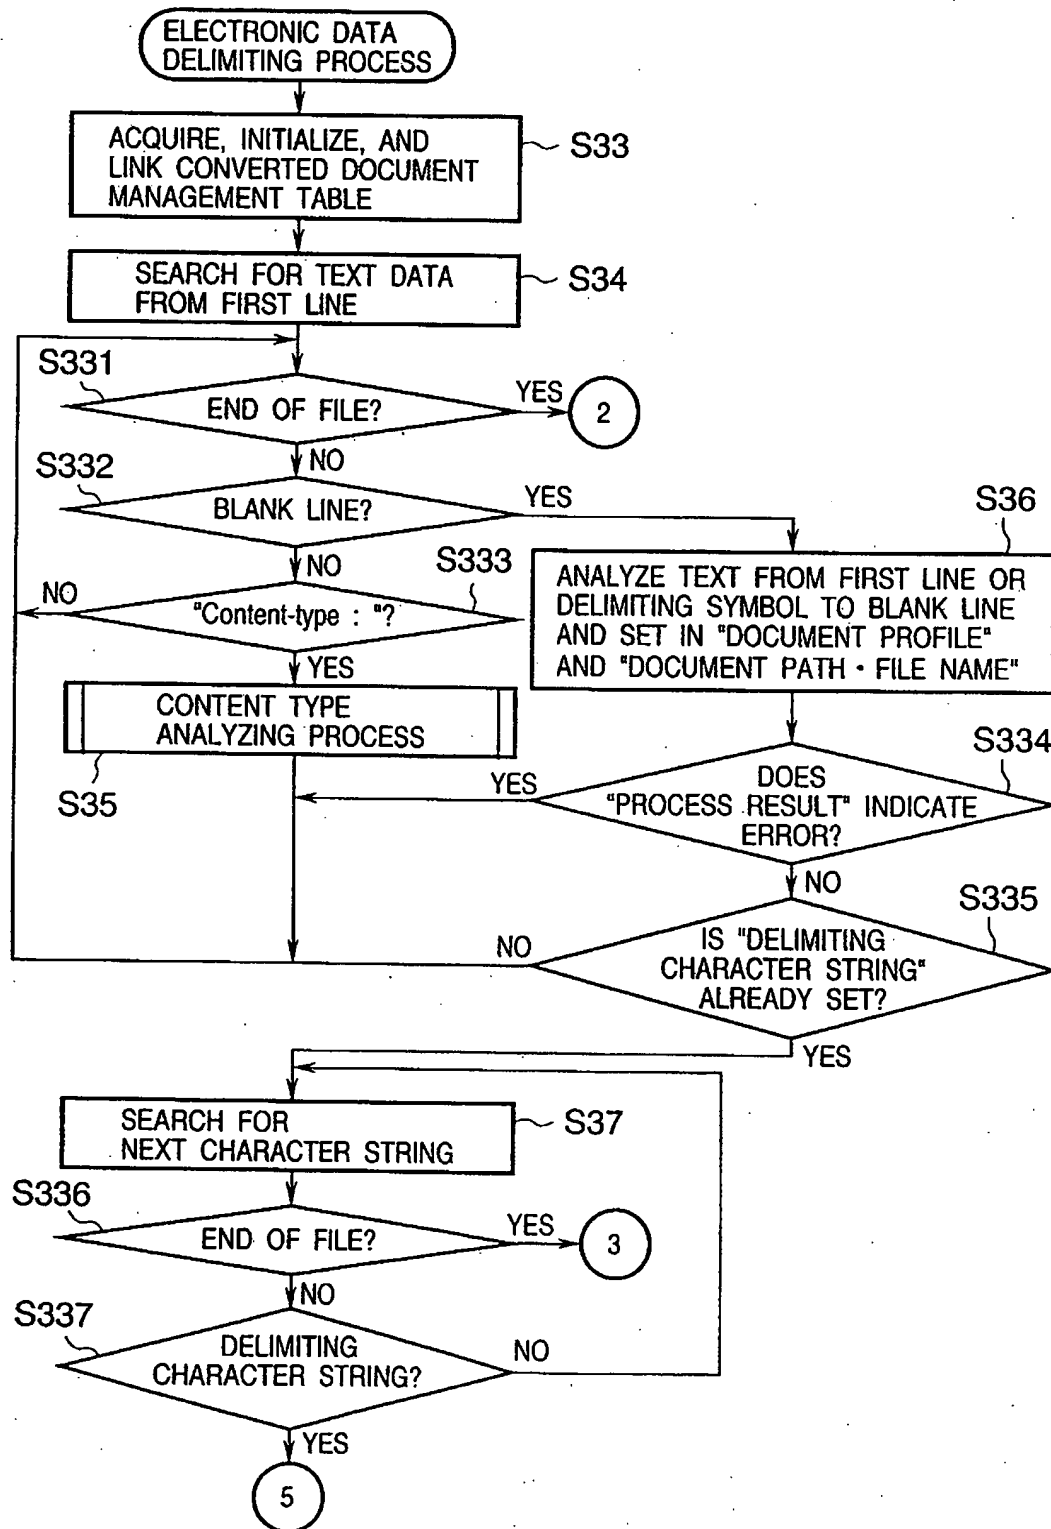 ELECTRONIC DATA
DELIMITING PROCESS
ACQUIRE, INITIALIZE, AND
LINK CONVERTED DOCUMENT
MANAGEMENT TABLE
S33
SEARCH FOR TEXT DATA
FROM FIRST LINE
S34
S331
END OF FILE?
YES
2
NO
S332
BLANK LINE?
YES
S36
NO
S333
NO
"Content-type : "?
YES
ANALYZE TEXT FROM FIRST LINE OR
DELIMITING SYMBOL TO BLANK LINE
AND SET IN "DOCUMENT PROFILE"
AND "DOCUMENT PATH・FILE NAME"
CONTENT TYPE
ANALYZING PROCESS
S35
S334
YES
DOES
"PROCESS RESULT" INDICATE
ERROR?
NO
S335
NO
IS "DELIMITING
CHARACTER STRING"
ALREADY SET?
YES
SEARCH FOR
NEXT CHARACTER STRING
S37
S336
END OF FILE?
YES
3
NO
S337
DELIMITING
CHARACTER STRING?
NO
YES
5